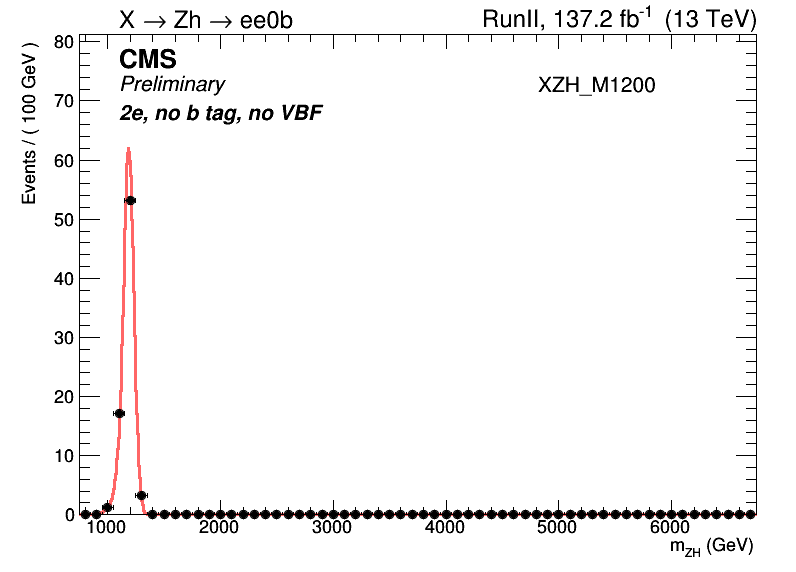 X → Zh → ee0b
RunII, 137.2 fb⁻¹ (13 TeV)
CMS
Preliminary
2e, no b tag, no VBF
XZH_M1200
Events / ( 100 GeV )
80
70
60
50
40
30
20
10
0
1000 2000 3000 4000 5000 6000
m_ZH (GeV)